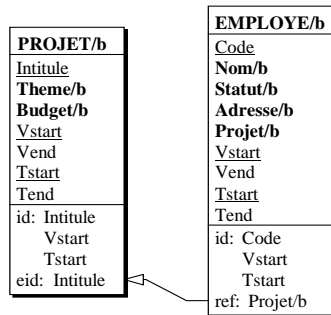 PROJET/b
Intitule
Theme/b
Budget/b
Vstart
Vend
Tstart
Tend
id: Intitule
Vstart
Tstart
eid: Intitule
EMPLOYE/b
Code
Nom/b
Statut/b
Adresse/b
Projet/b
Vstart
Vend
Tstart
Tend
id: Code
Vstart
Tstart
ref: Projet/b